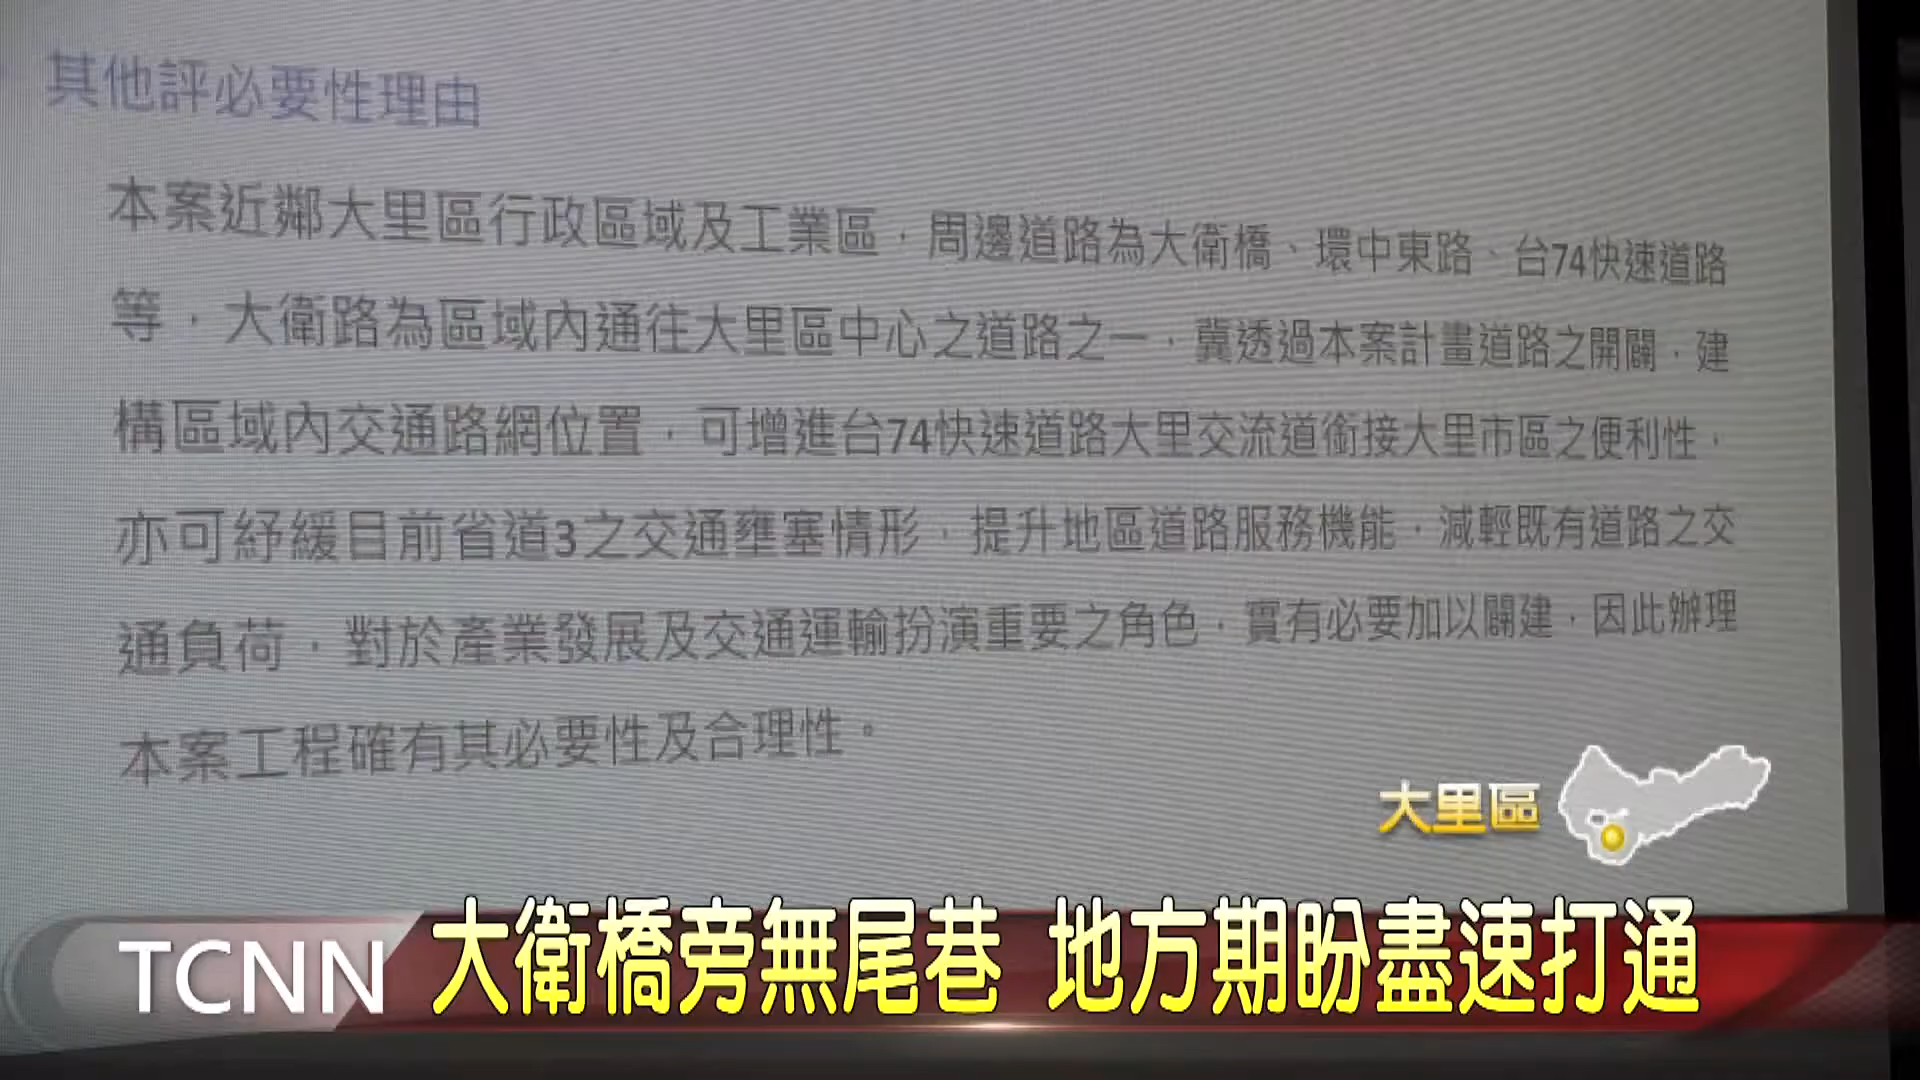 其他評必要性理由
本案近鄰大里區行政區域及工業區，周邊道路為大衛橋、環中東路、台74快速道路
等，大衛路為區域內通往大里區中心之道路之一，冀透過本案計畫道路之開闢，建
構區域內交通路網位置，可增進台74快速道路大里交流道銜接大里市區之便利性，
亦可紓緩目前省道3之交通壅塞情形，提升地區道路服務機能，減輕既有道路之交
通負荷，對於產業發展及交通運輸扮演重要之角色，實有必要加以闢建，因此辦理
本案工程確有其必要性及合理性。
大里區
TCNN 大衛橋旁無尾巷 地方期盼盡速打通